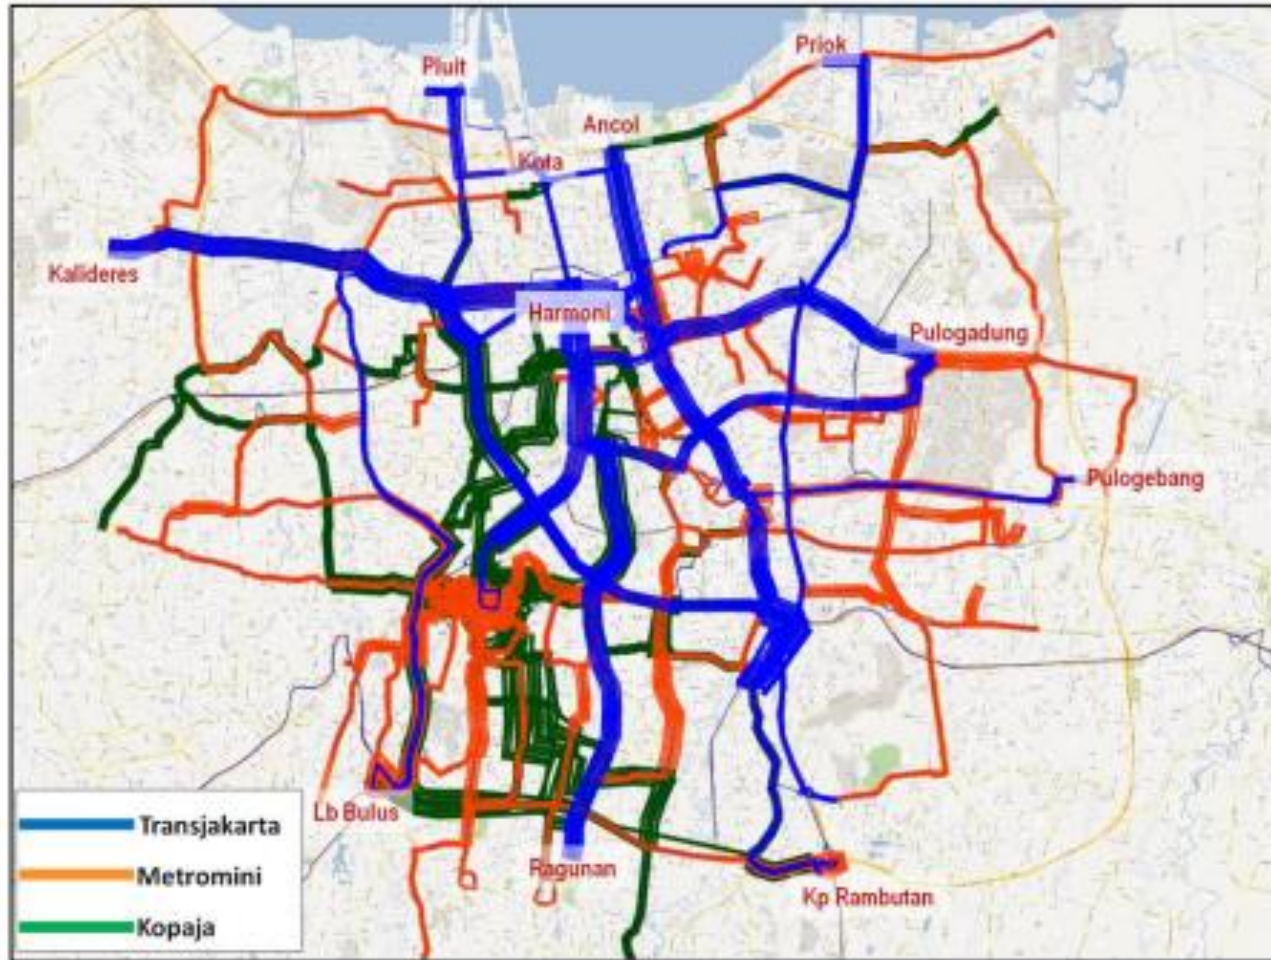 Priok
Pluit
Ancol
Kota
Kalideres
Harmoni
Pulogadung
Pulogebang
Lb Bulus
Ragunan
Kp Rambutan
Transjakarta
Metromini
Kopaja